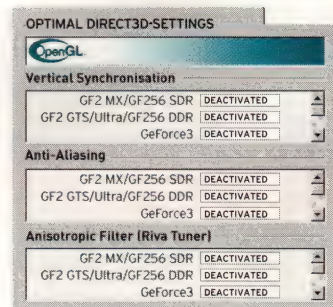 OPTIMAL DIRECT3D-SETTINGS
OpenGL
Vertical Synchronisation
GF2 MX/GF256 SDR DEACTIVATED
GF2 GTS/Ultra/GF256 DDR DEACTIVATED
GeForce3 DEACTIVATED
Anti-Aliasing
GF2 MX/GF256 SDR DEACTIVATED
GF2 GTS/Ultra/GF256 DDR DEACTIVATED
GeForce3 DEACTIVATED
Anisotropic Filter (Riva Tuner)
GF2 MX/GF256 SDR DEACTIVATED
GF2 GTS/Ultra/GF256 DDR DEACTIVATED
GeForce3 DEACTIVATED